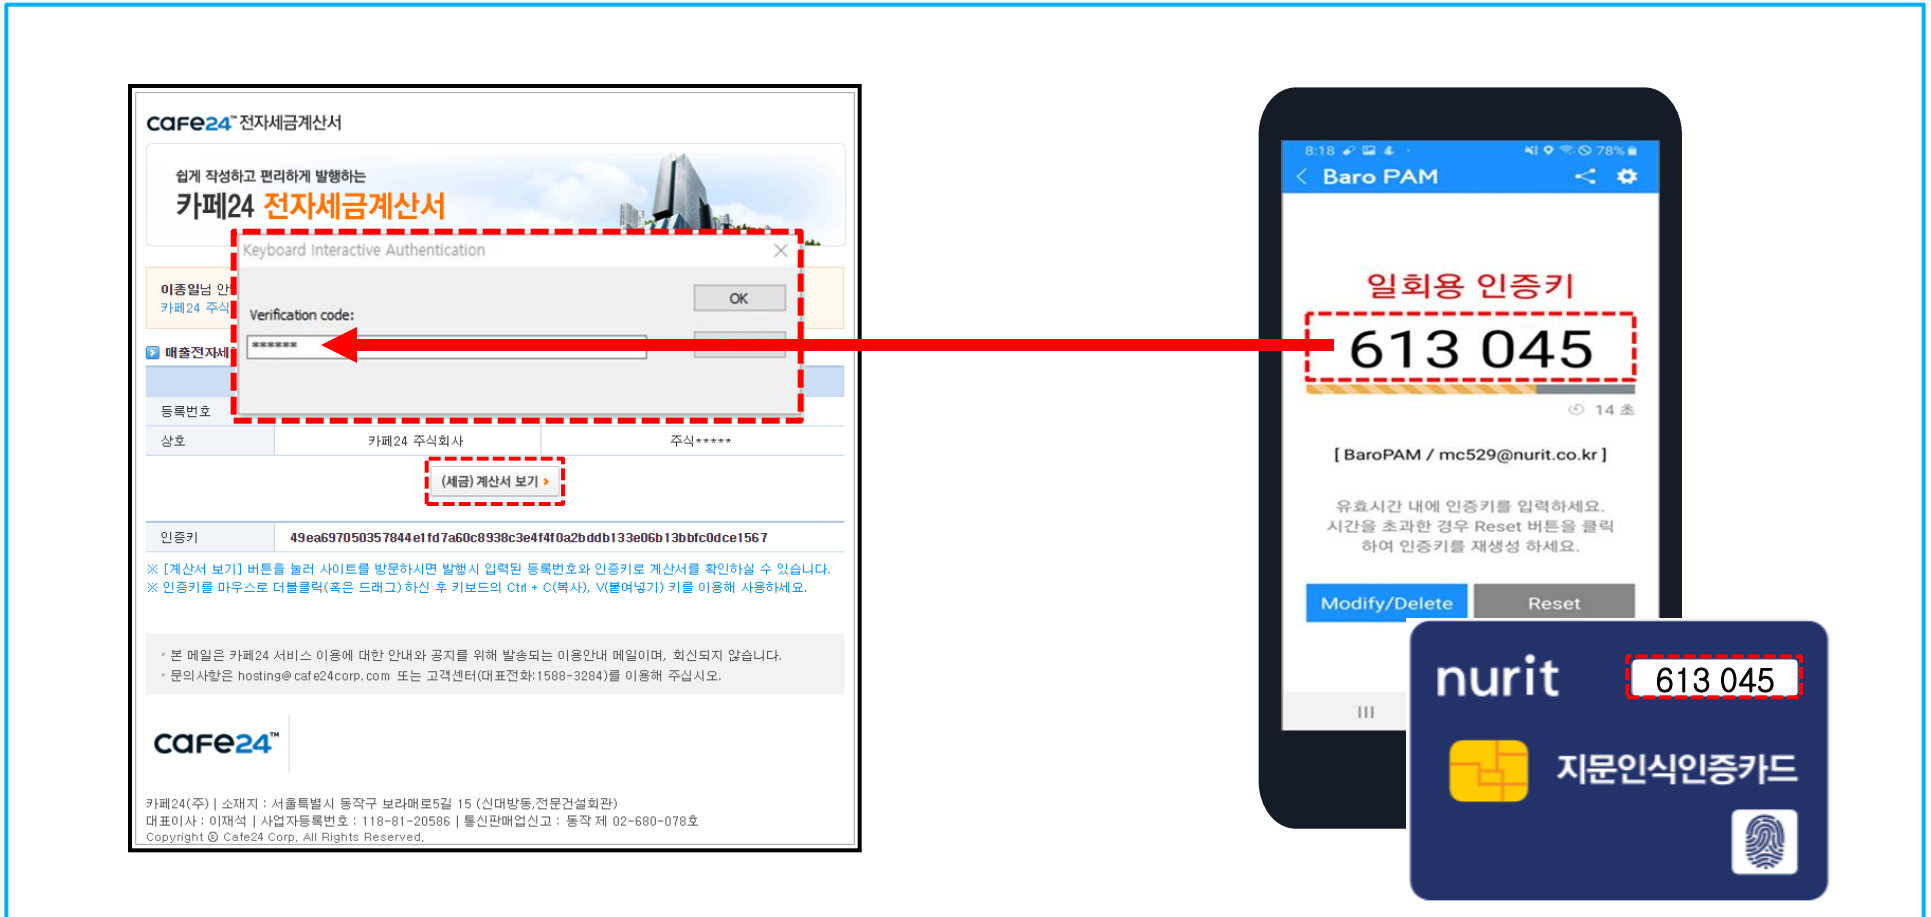 cafe24™ 전자세금계산서
쉽게 작성하고 편리하게 발행하는
카페24 전자세금계산서
Keyboard Interactive Authentication
OK
Verification code:
******
이종일님 안
카페24 주식
매출전자세
등록번호
상호 카페24 주식회사 주식*****
(세금) 계산서 보기
인증키 49ea697050357844e1fd7a60c8938c3e4f4f0a2bddb133e06b13bbfc0dce1567
※ [계산서 보기] 버튼을 눌러 사이트를 방문하시면 발행시 입력된 등록번호와 인증키로 계산서를 확인하실 수 있습니다.
※ 인증키를 마우스로 더블클릭(혹은 드래그) 하신 후 키보드의 Ctrl + C(복사), V(붙여넣기) 키를 이용해 사용하세요.
• 본 메일은 카페24 서비스 이용에 대한 안내와 공지를 위해 발송되는 이용안내 메일이며, 회신되지 않습니다.
• 문의사항은 hosting@cafe24corp.com 또는 고객센터(대표전화:1588-3284)를 이용해 주십시오.
cafe24™
카페24(주) | 소재지 : 서울특별시 동작구 보라매로5길 15 (신대방동,전문건설회관)
대표이사 : 이재석 | 사업자등록번호 : 118-81-20586 | 통신판매업신고 : 동작 제 02-680-078호
Copyright © Cafe24 Corp. All Rights Reserved.
8:18 78%
< Baro PAM
일회용 인증키
613 045
14 초
[ BaroPAM / mc529@nurit.co.kr ]
유효시간 내에 인증키를 입력하세요.
시간을 초과한 경우 Reset 버튼을 클릭
하여 인증키를 재생성 하세요.
Modify/Delete Reset
nurit 613 045
지문인식인증카드